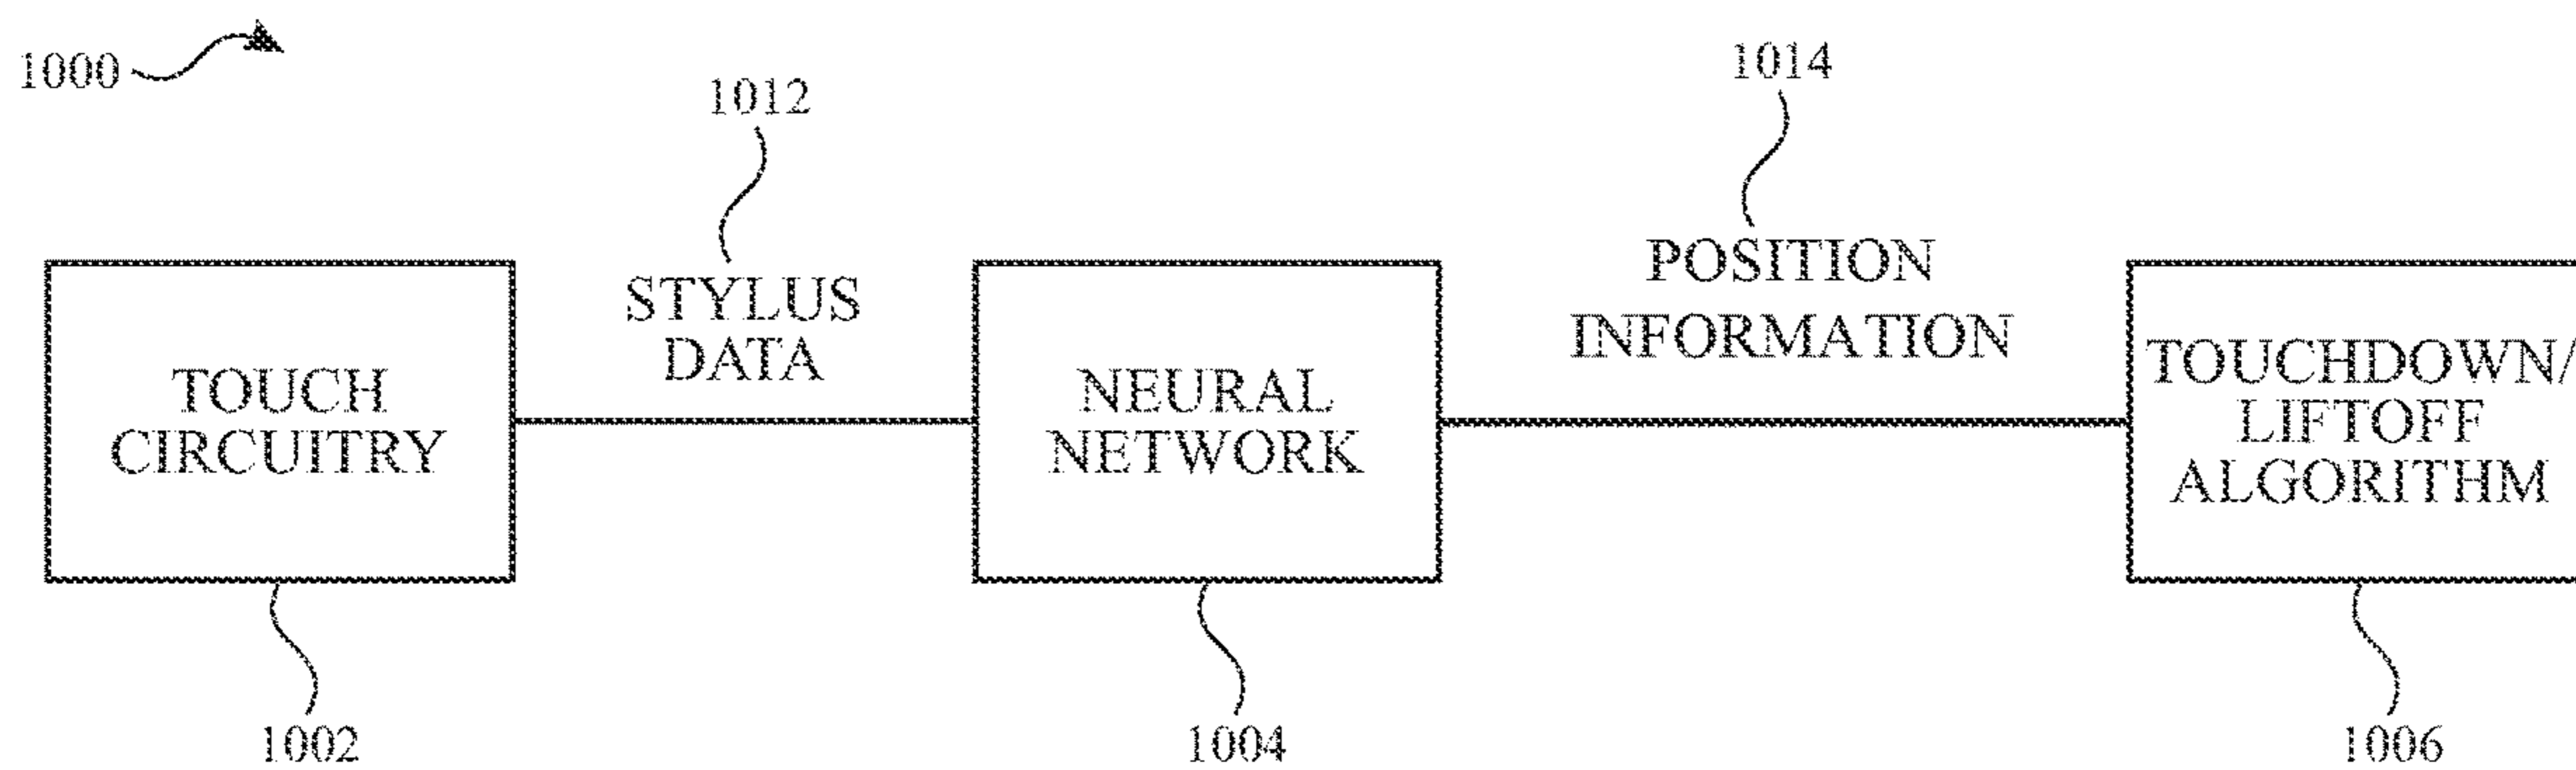 1000
1012
1014
STYLUS
DATA
POSITION
INFORMATION
TOUCH
CIRCUITRY
NEURAL
NETWORK
TOUCHDOWN/
LIFTOFF
ALGORITHM
1002
1004
1006